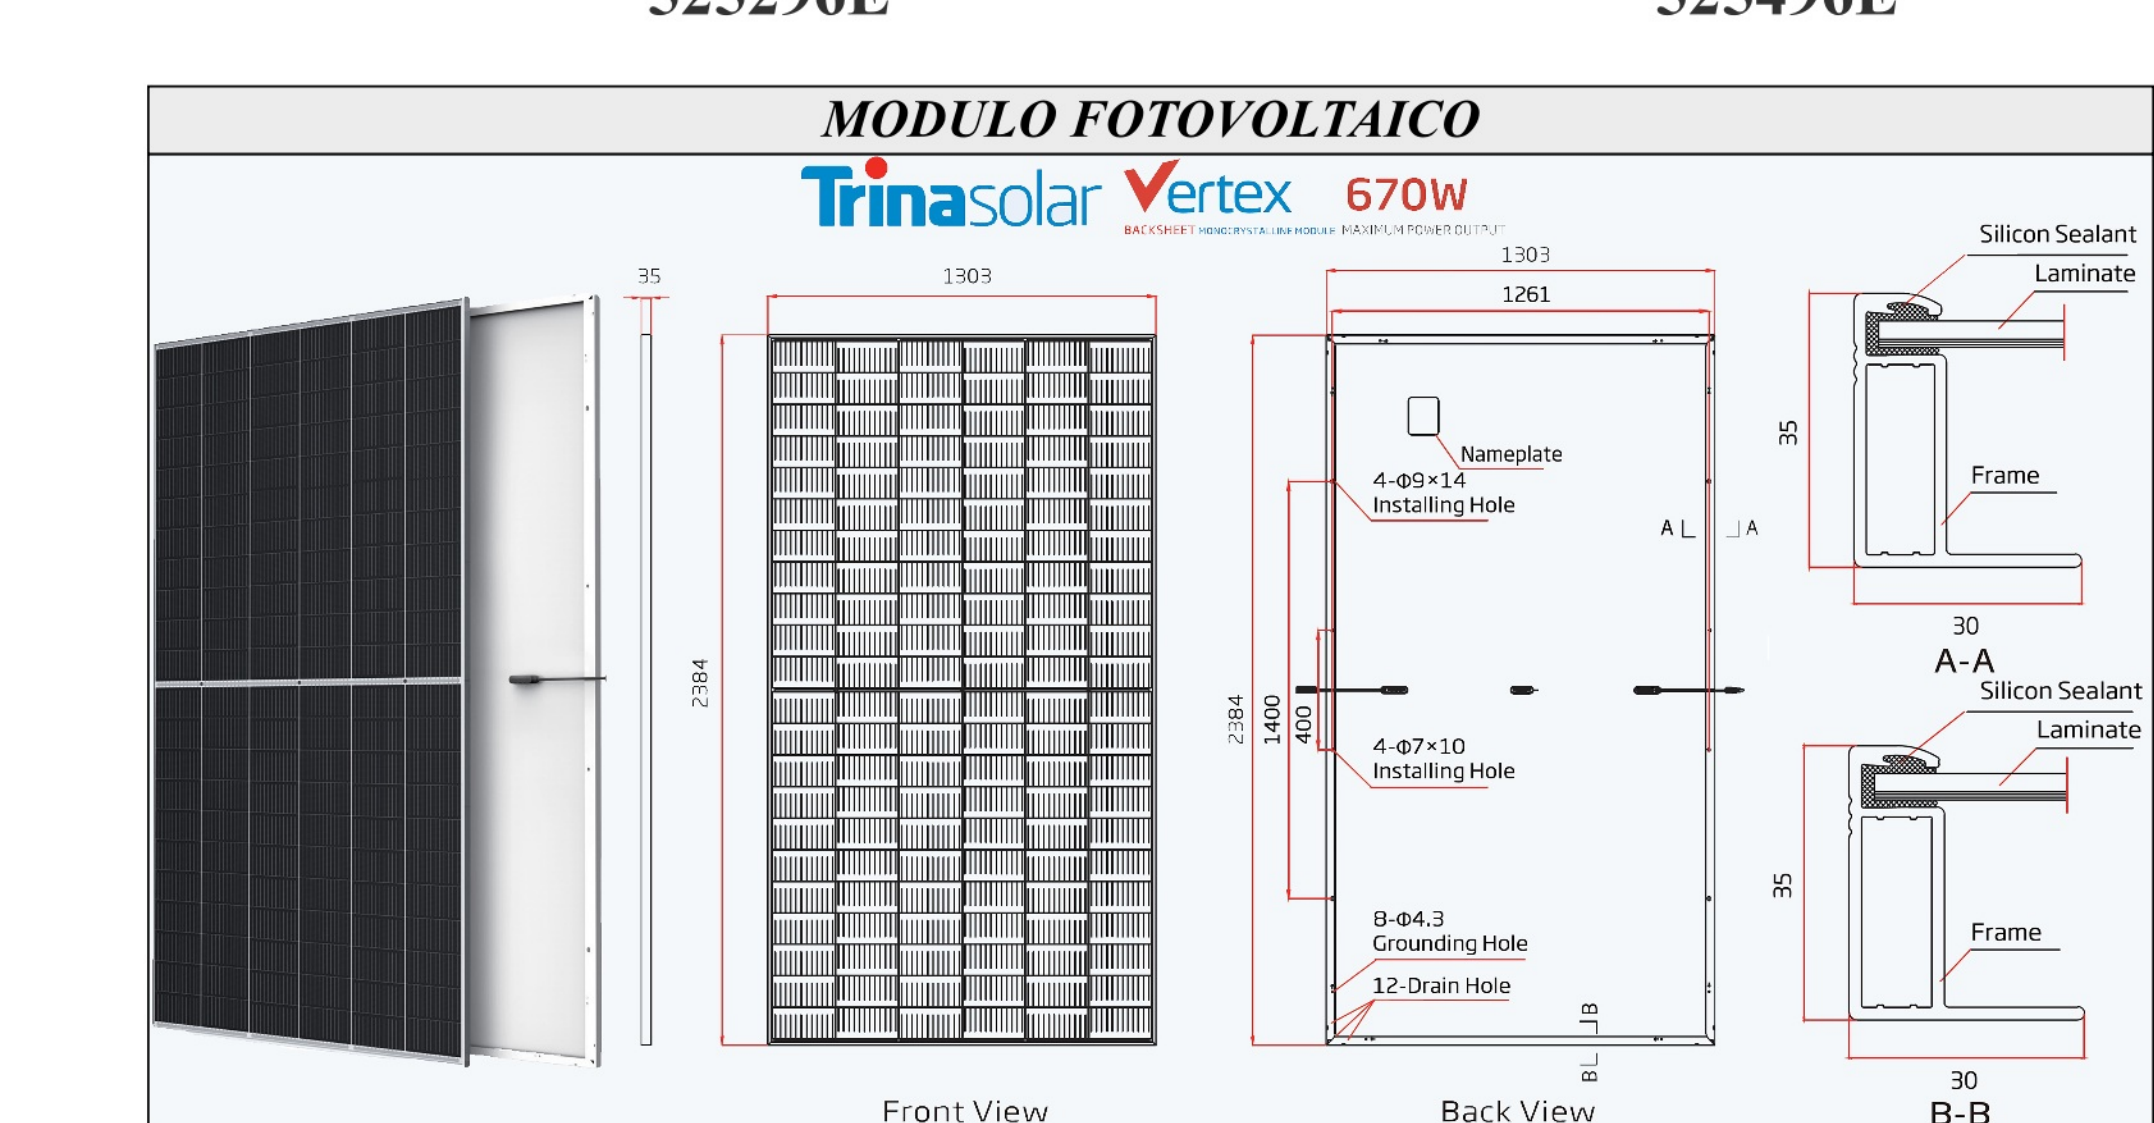 MODULO FOTOVOLTAICO
Trinasolar Vertex 670W
BACKSHEET MONOCRYSTALLINE MODULE MAXIMUM POWER OUTPUT
35
1303
2384
Front View
1303
1261
Nameplate
4-Φ9×14
Installing Hole
A A
2384
1400
400
4-Φ7×10
Installing Hole
8-Φ4.3
Grounding Hole
12-Drain Hole
B
B
Back View
Silicon Sealant
Laminate
35
Frame
30
A-A
Silicon Sealant
Laminate
35
Frame
30
B-B